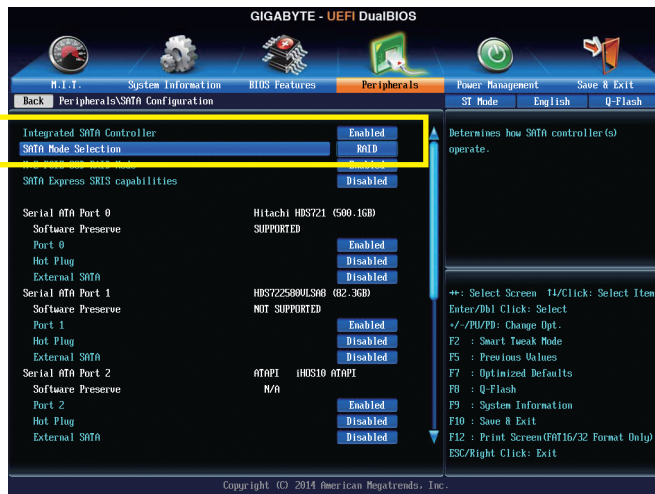 GIGABYTE - UEFI DualBIOS
M.I.T. System Information BIOS Features Peripherals Power Management Save & Exit
Back Peripherals\SATA Configuration ST Mode English Q-Flash
Integrated SATA Controller Enabled
SATA Mode Selection RAID
Enabled
SATA Express SRIS capabilities Disabled
Serial ATA Port 0 Hitachi HDS721 (500.1GB)
Software Preserve SUPPORTED
Port 0 Enabled
Hot Plug Disabled
External SATA Disabled
Serial ATA Port 1 HDS722580VLSA8 (82.3GB)
Software Preserve NOT SUPPORTED
Port 1 Enabled
Hot Plug Disabled
External SATA Disabled
Serial ATA Port 2 ATAPI iHOS10 ATAPI
Software Preserve N/A
Port 2 Enabled
Hot Plug Disabled
External SATA Disabled
Determines how SATA controller(s)
operate.
++: Select Screen ↑↓/Click: Select Item
Enter/Dbl Click: Select
+/-/PU/PD: Change Opt.
F2 : Smart Tweak Mode
F5 : Previous Values
F7 : Optimized Defaults
F8 : Q-Flash
F9 : System Information
F10 : Save & Exit
F12 : Print Screen(FAT16/32 Format Only)
ESC/Right Click: Exit
Copyright (C) 2014 American Megatrends, Inc.